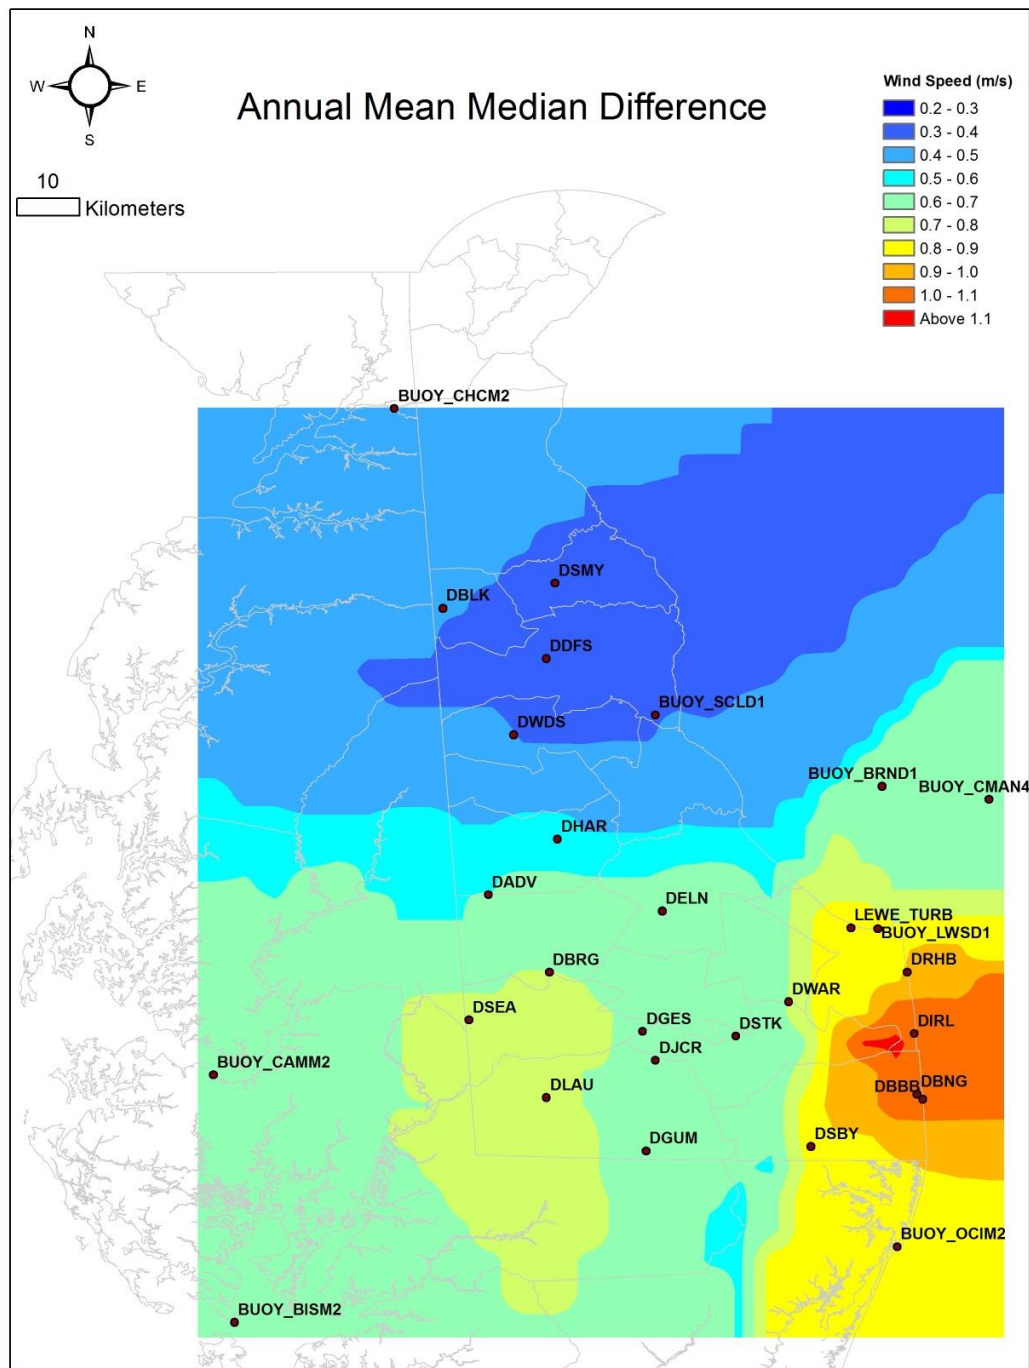 N
W E
S
Annual Mean Median Difference
10
Kilometers
Wind Speed (m/s)
0.2 - 0.3
0.3 - 0.4
0.4 - 0.5
0.5 - 0.6
0.6 - 0.7
0.7 - 0.8
0.8 - 0.9
0.9 - 1.0
1.0 - 1.1
Above 1.1
BUOY_CHCM2
DSMY
DBLK
DDFS
BUOY_SCLD1
DWDS
BUOY_BRND1
BUOY_CMAN4
DHAR
DADV
DELN
LEWE_TURB
BUOY_LWSD1
DBRG
DRHB
DWAR
DSEA
DGES
DSTK
DIRL
DJCR
BUOY_CAMM2
DLAU
DBBB
DBNG
DGUM
DSBY
BUOY_OCIM2
BUOY_BISM2